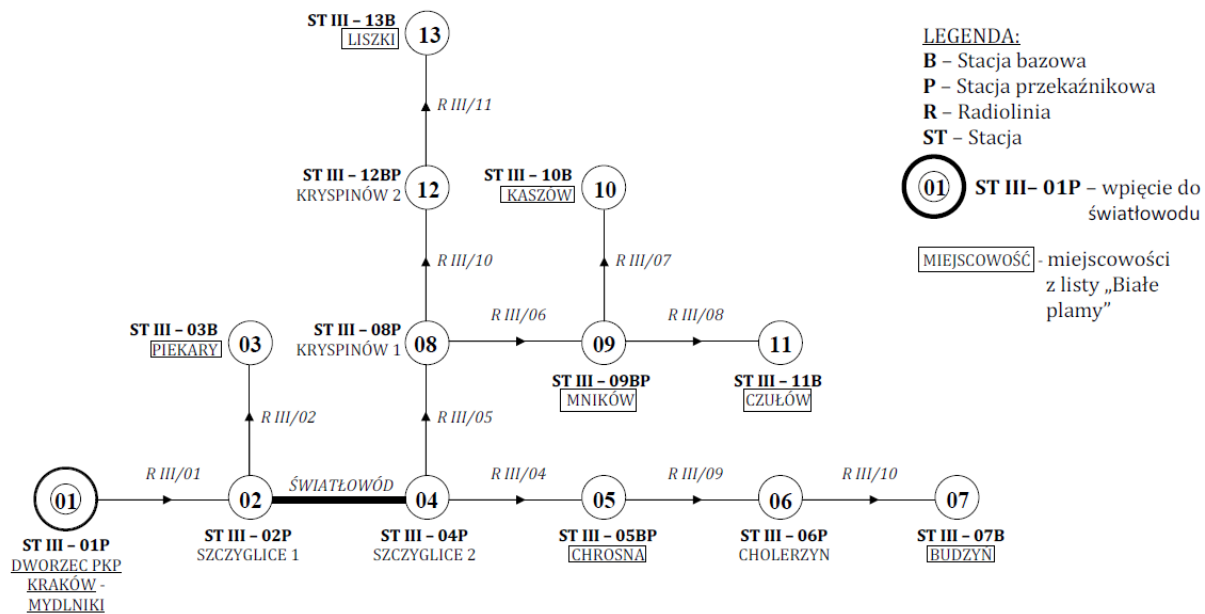 ST III – 13B
LISZKI
13
R III/11
ST III – 12BP
KRYSPINÓW 2
12
ST III – 10B
KASZÓW
10
R III/10
R III/07
ST III – 03B
PIEKARY
03
ST III – 08P
KRYSPINÓW 1
08
R III/06
09
R III/08
11
ST III – 09BP
MNIKÓW
ST III – 11B
CZUŁÓW
R III/02
R III/05
01
R III/01
02
ŚWIATŁOWÓD
04
R III/04
05
R III/09
06
R III/10
07
ST III – 01P
DWORZEC PKP
KRAKÓW -
MYDLNIKI
ST III – 02P
SZCZYGLICE 1
ST III – 04P
SZCZYGLICE 2
ST III – 05BP
CHROSNA
ST III – 06P
CHOLERZYN
ST III – 07B
BUDZYŃ
LEGENDA:
B – Stacja bazowa
P – Stacja przekaźnikowa
R – Radiolinia
ST – Stacja
01 ST III– 01P – wpięcie do
światłowodu
MIEJSCOWOŚĆ - miejscowości
z listy „Białe
plamy”